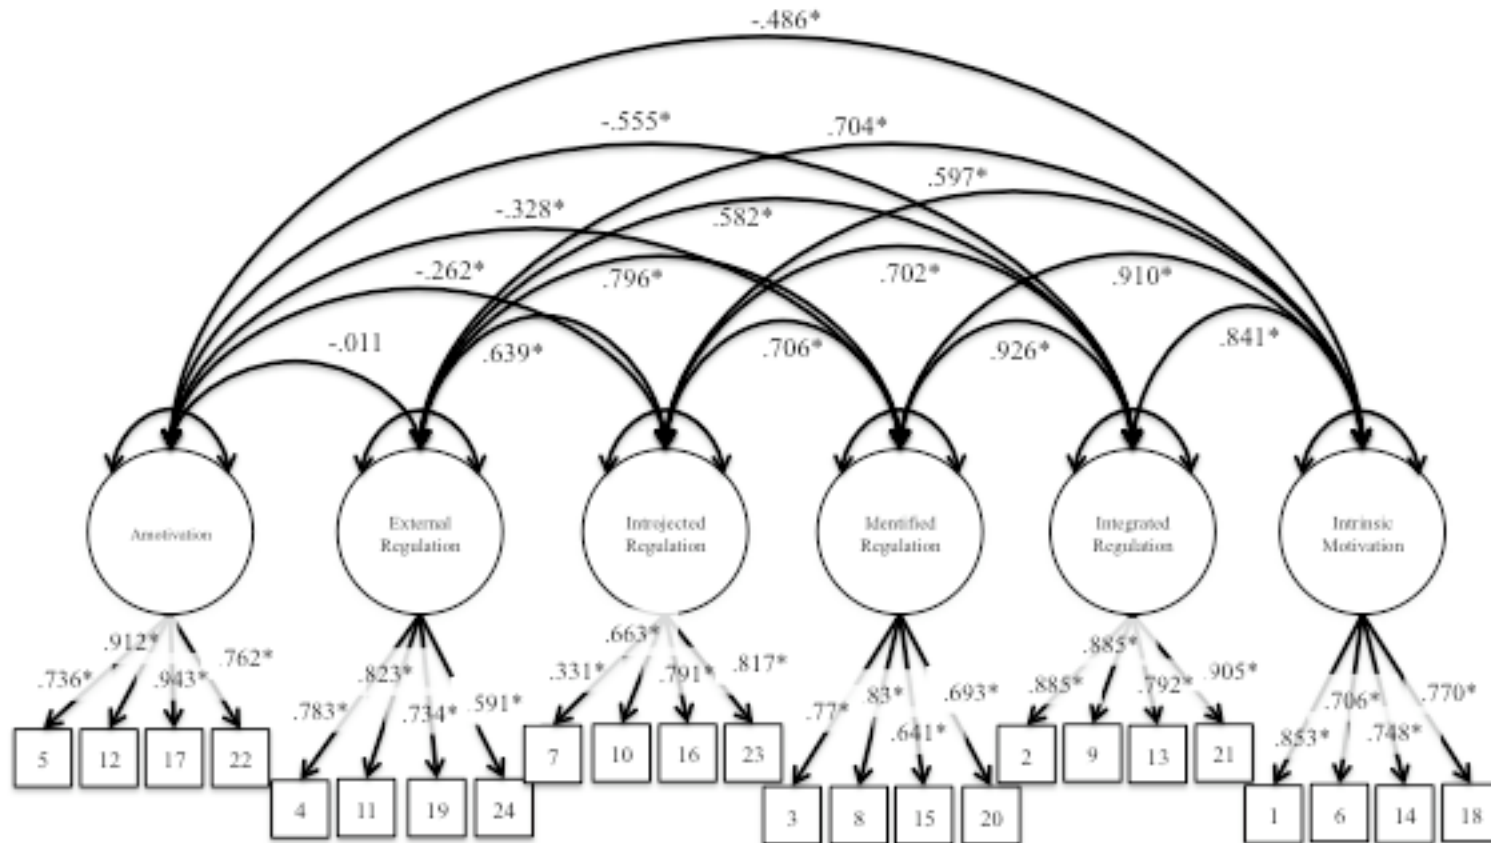 -.486*
-.555*
.704*
.597*
-.328*
.582*
-.262*
.796*
.702*
.910*
-.011
.639*
.706*
.926*
.841*
Amotivation
External
Regulation
Introjected
Regulation
Identified
Regulation
Integrated
Regulation
Intrinsic
Motivation
.912*
.762*
.736*
.943*
.823*
.783*
.734*
.591*
.663*
.331*
.791*
.817*
.83*
.693*
.77*
.641*
.885*
.885*
.792*
.905*
.706*
.770*
.853*
.748*
5 12 17 22
4 11 19 24
7 10 16 23
3 8 15 20
2 9 13 21
1 6 14 18